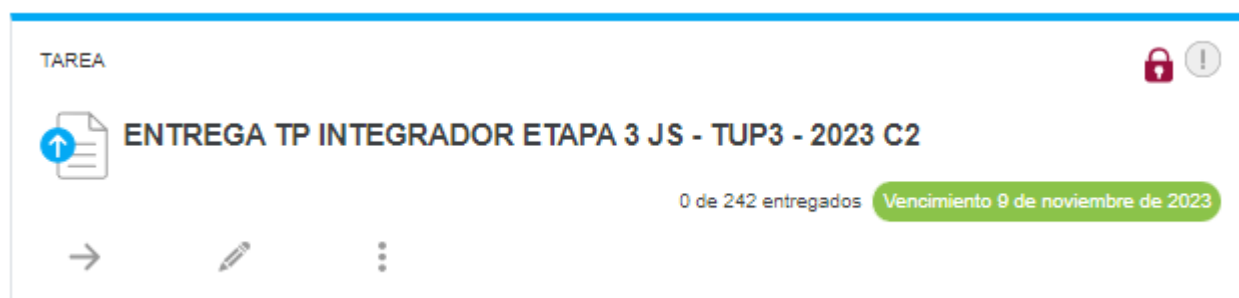 TAREA
ENTREGA TP INTEGRADOR ETAPA 3 JS - TUP3 - 2023 C2
0 de 242 entregados Vencimiento 9 de noviembre de 2023